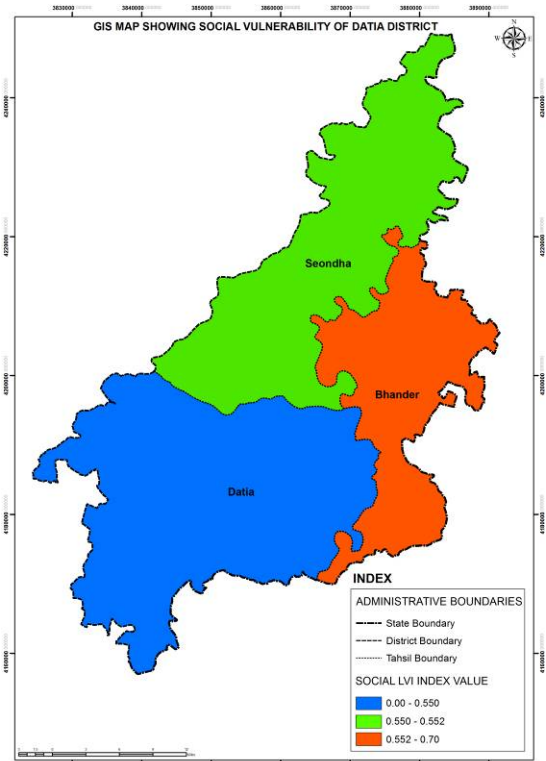 3830000 3840000 3850000 3860000 3870000 3880000 3890000
GIS MAP SHOWING SOCIAL VULNERABILITY OF DATIA DISTRICT
N
W E
S
Seondha
Bhander
Datia
INDEX
ADMINISTRATIVE BOUNDARIES
State Boundary
District Boundary
Tahsil Boundary
SOCIAL LVI INDEX VALUE
0.00 - 0.550
0.550 - 0.552
0.552 - 0.70